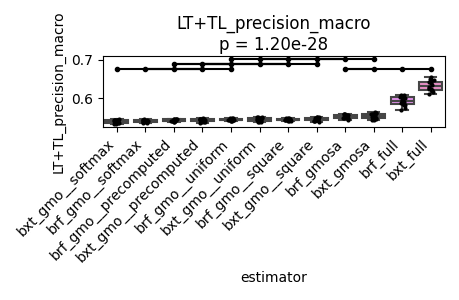 LT+TL_precision_macro
p = 1.20e-28
LT+TL_precision_macro
0.7
0.6
bxt_gmo__softmax
brf_gmo__softmax
brf_gmo__precomputed
bxt_gmo__precomputed
brf_gmo__uniform
bxt_gmo__uniform
brf_gmo__square
bxt_gmo__square
brf_gmosa
bxt_gmosa
brf_full
bxt_full
estimator